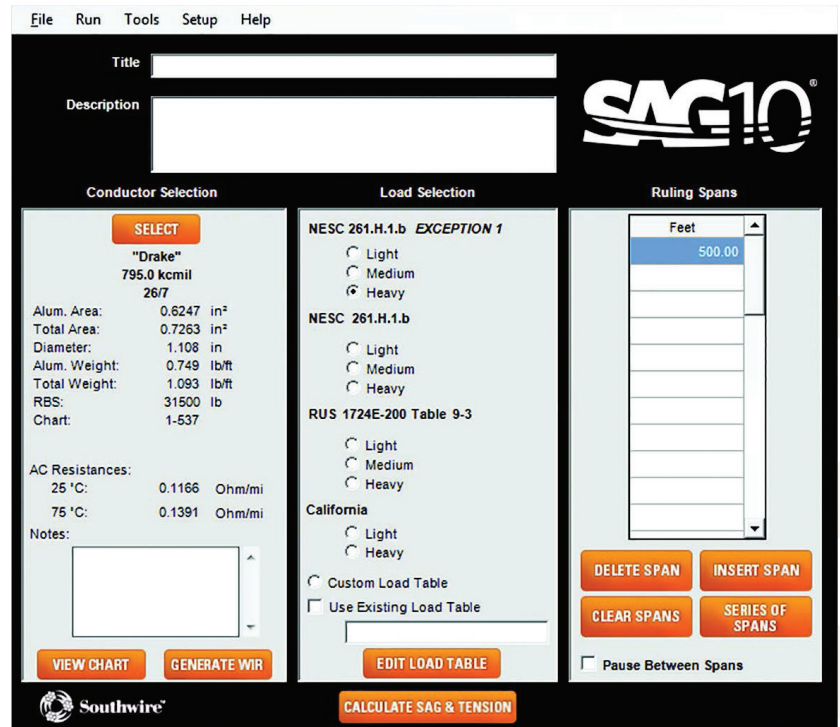 File Run Tools Setup Help
Title
Description
SAG10®
Conductor Selection
SELECT
"Drake"
795.0 kcmil
26/7
Alum. Area: 0.6247 in²
Total Area: 0.7263 in²
Diameter: 1.108 in
Alum. Weight: 0.749 lb/ft
Total Weight: 1.093 lb/ft
RBS: 31500 lb
Chart: 1-537
AC Resistances:
25 °C: 0.1166 Ohm/mi
75 °C: 0.1391 Ohm/mi
Notes:
VIEW CHART GENERATE WIR
Load Selection
NESC 261.H.1.b EXCEPTION 1
Light
Medium
Heavy
NESC 261.H.1.b
Light
Medium
Heavy
RUS 1724E-200 Table 9-3
Light
Medium
Heavy
California
Light
Heavy
Custom Load Table
Use Existing Load Table
EDIT LOAD TABLE
Ruling Spans
Feet
500.00
DELETE SPAN INSERT SPAN
CLEAR SPANS SERIES OF
SPANS
Pause Between Spans
Southwire™
CALCULATE SAG & TENSION